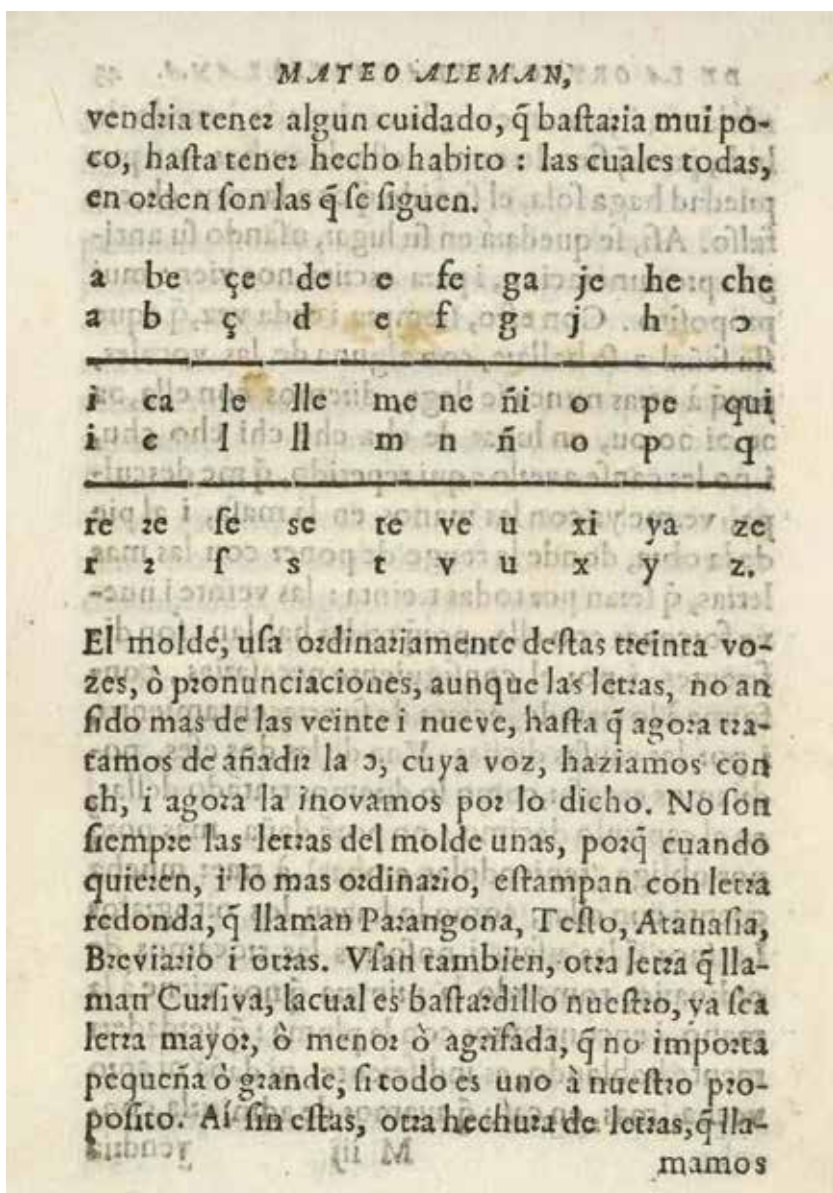 MATEO ALEMAN,
vendꝛia teneꝛ algun cuidado, q̃ baſtaꝛia mui po-
co, haſta teneꝛ hecho habito : las cuales todas,
en oꝛden ſon las q̃ ſe ſiguen.
a be çe de e fe ga je he che
a b ç d e f g j h ɔ
i ca le lle me ne ñi o pe qui
i c l ll m n ñ o p q
re ꝛe ſe se te ve u xi ya ze
r ꝛ ſ s t v u x y z.
El molde, uſa oꝛdinaꝛiamente deſtas tꝛeinta vo-
zes, ò pꝛonunciaciones, aunque las letꝛas, no an
ſido mas de las veinte i nueve, haſta q̃ agoꝛa tꝛa-
tamos de añadiꝛ la ɔ, cuya voz, haziamos con
ch, i agoꝛa la inovamos poꝛ lo dicho. No ſon
ſiempꝛe las letꝛas del molde unas, poꝛq̃ cuando
quieꝛen, i lo mas oꝛdinaꝛio, eſtampan con letꝛa
redonda, q̃ llaman Paꝛangona, Teſto, Atanaſia,
Bꝛeviaꝛio i otꝛas. Vſan tambien, otꝛa letꝛa q̃ lla-
man Cuꝛſiva, lacual es baſtaꝛdillo nueſtꝛo, ya ſea
letꝛa mayoꝛ, ò menoꝛ ò agꝛifada, q̃ no impoꝛta
pequeña ò gꝛande, ſi todo es uno à nueſtꝛo pꝛo-
poſito. Aí ſin eſtas, otꝛa hechuꝛa de letꝛas, q̃ lla-
mamos